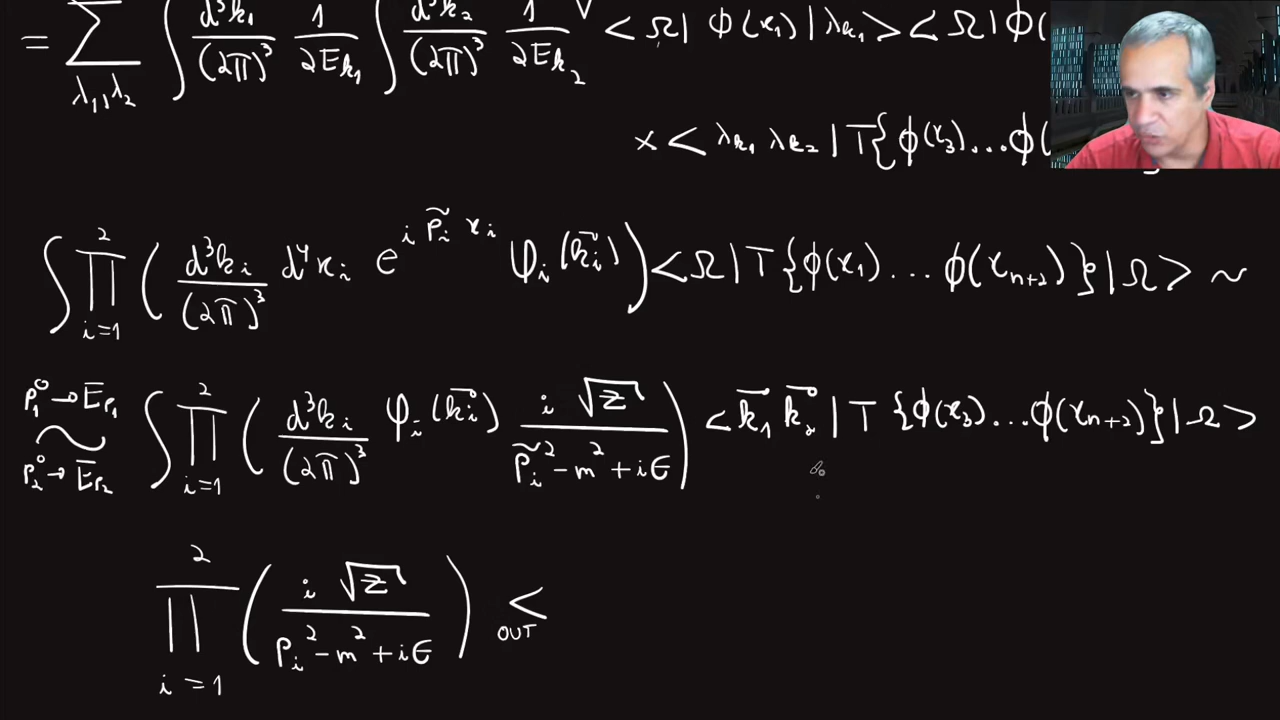 = ∑_{λ₁,λ₂} ∫ d³k₁/(2π)³ 1/2E_{k₁} ∫ d³k₂/(2π)³ 1/2E_{k₂} <Ω| ϕ(x₁) |λ_{k₁}> <Ω| ϕ(
x <λ_{k₁} λ_{k₂} | T{ϕ(x₃)...ϕ(
∫ ∏_{i=1}^{2} ( d³k_i/(2π)³ d⁴x_i e^{i p̃_i x_i} φ_i(k⃗_i) ) <Ω| T{ϕ(x₁)...ϕ(x_{n+2})} |Ω> ~
p₁⁰→E_{p₁} ~ p₂⁰→E_{p₂} ∫ ∏_{i=1}^{2} ( d³k_i/(2π)³ φ_i(k⃗_i) i√Z/(p̃_i² - m² + iϵ) ) <k⃗₁ k⃗₂ | T {ϕ(x₃)...ϕ(x_{n+2})} |Ω>
∏_{i=1}^{2} ( i√Z/(p_i² - m² + iϵ) ) _{OUT}<